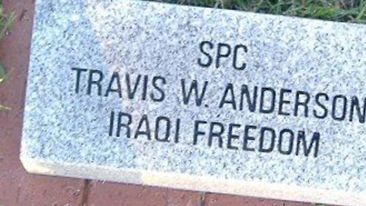 SPC
TRAVIS W. ANDERSON
IRAQI FREEDOM